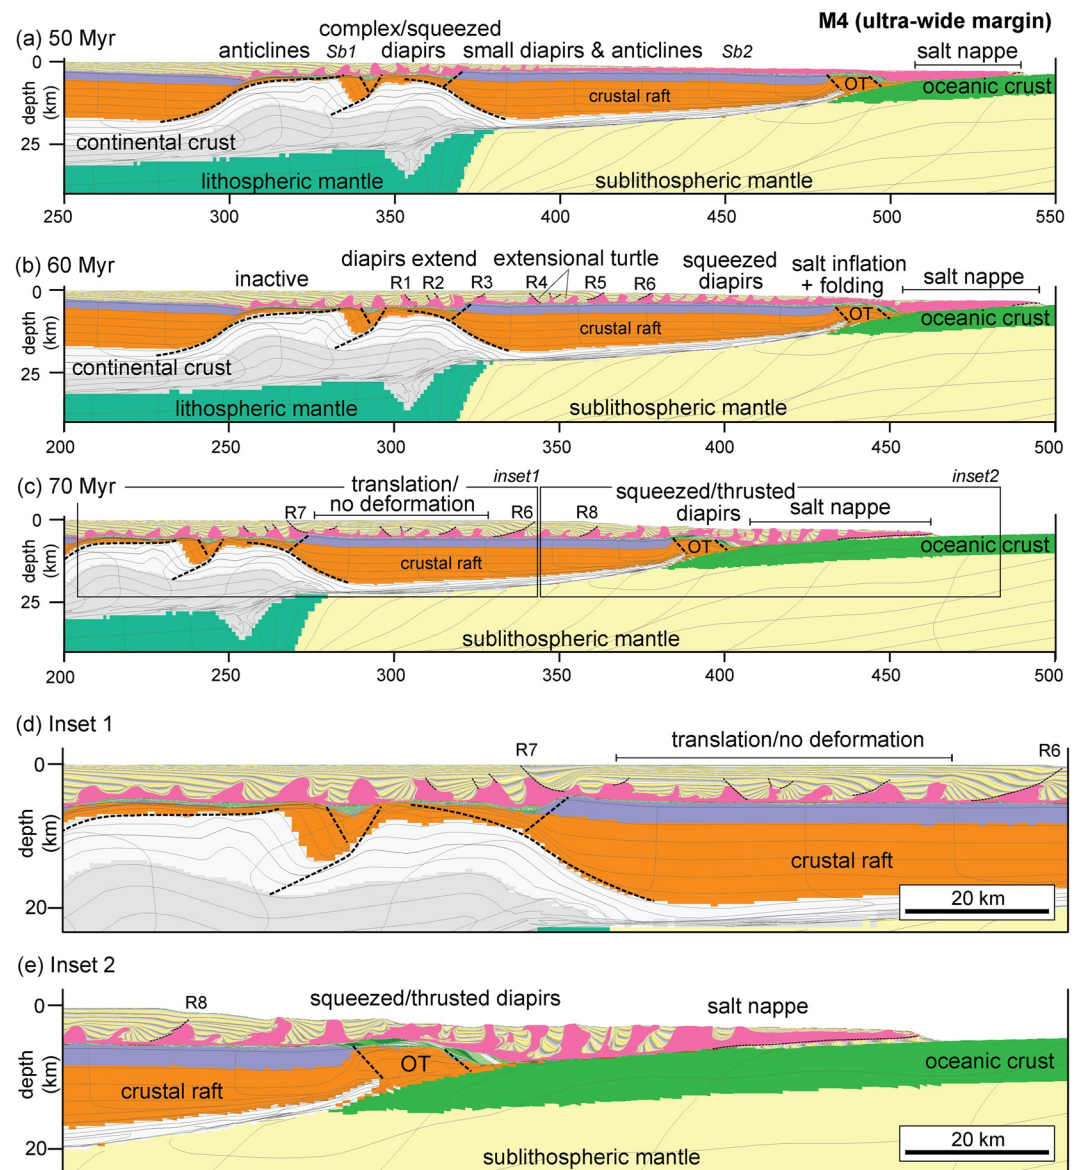 M4 (ultra-wide margin)
(a) 50 Myr
complex/squeezed
anticlines Sb1 diapirs small diapirs & anticlines Sb2 salt nappe
0
depth
(km)
25
OT
crustal raft
oceanic crust
continental crust
lithospheric mantle
sublithospheric mantle
250 300 350 400 450 500 550
(b) 60 Myr
diapirs extend extensional turtle squeezed salt inflation
inactive R1 R2 R3 R4 R5 R6 diapirs + folding salt nappe
0
depth
(km)
25
OT
crustal raft
oceanic crust
continental crust
lithospheric mantle
sublithospheric mantle
200 250 300 350 400 450 500
(c) 70 Myr
translation/ inset1 inset2
no deformation squeezed/thrusted
R7 R6 R8 diapirs salt nappe
0
depth
(km)
25
OT
oceanic crust
crustal raft
sublithospheric mantle
200 250 300 350 400 450 500
(d) Inset 1
R7 translation/no deformation R6
0
depth
(km)
20
crustal raft
20 km
(e) Inset 2
R8 squeezed/thrusted diapirs salt nappe
0
depth
(km)
20
OT
oceanic crust
crustal raft
20 km
sublithospheric mantle